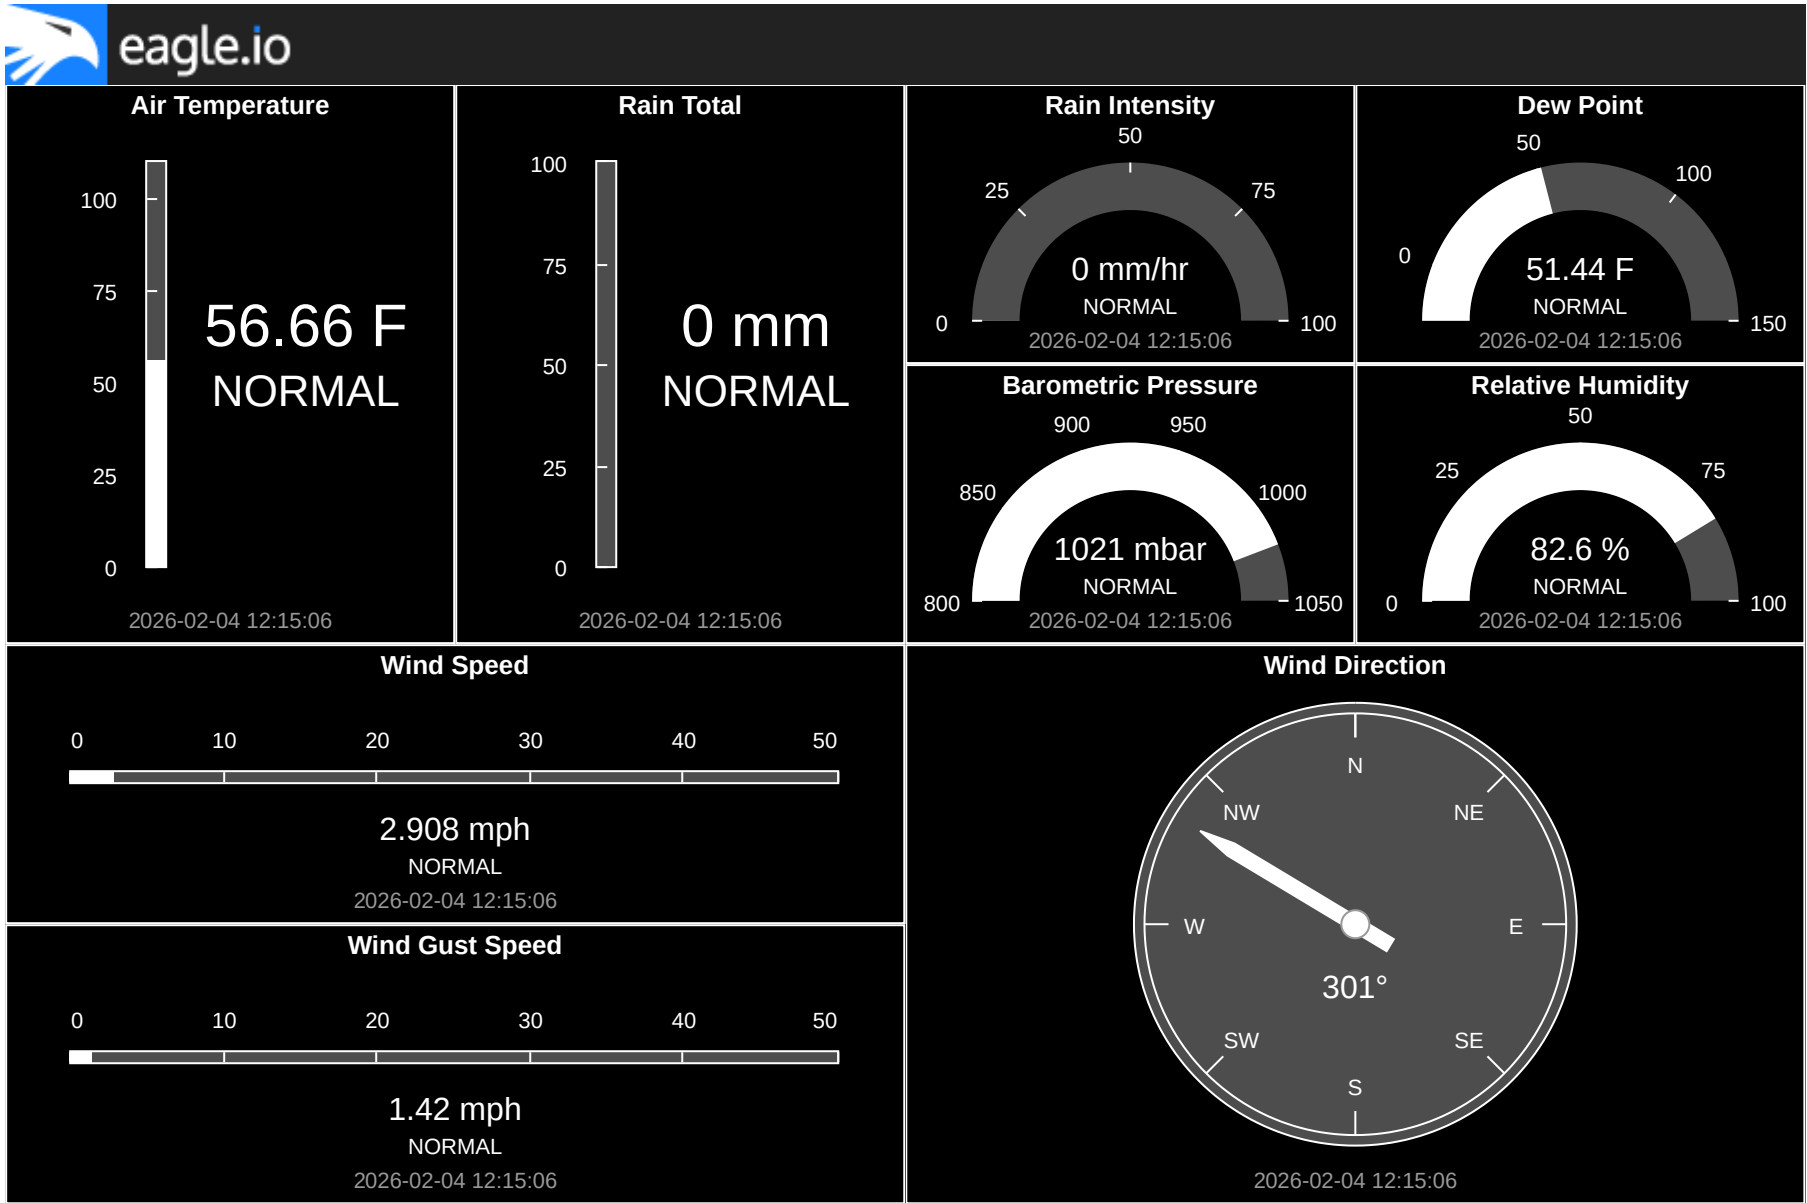 eagle.io
Air Temperature
100
75
50
25
0
56.66 F
NORMAL
2026-02-04 12:15:06
Rain Total
100
75
50
25
0
0 mm
NORMAL
2026-02-04 12:15:06
Rain Intensity
0
25
50
75
100
0 mm/hr
NORMAL
2026-02-04 12:15:06
Dew Point
0
50
100
150
51.44 F
NORMAL
2026-02-04 12:15:06
Barometric Pressure
800
850
900
950
1000
1050
1021 mbar
NORMAL
2026-02-04 12:15:06
Relative Humidity
0
25
50
75
100
82.6 %
NORMAL
2026-02-04 12:15:06
Wind Speed
0 10 20 30 40 50
2.908 mph
NORMAL
2026-02-04 12:15:06
Wind Gust Speed
0 10 20 30 40 50
1.42 mph
NORMAL
2026-02-04 12:15:06
Wind Direction
N
NW NE
W E
301°
SW SE
S
2026-02-04 12:15:06